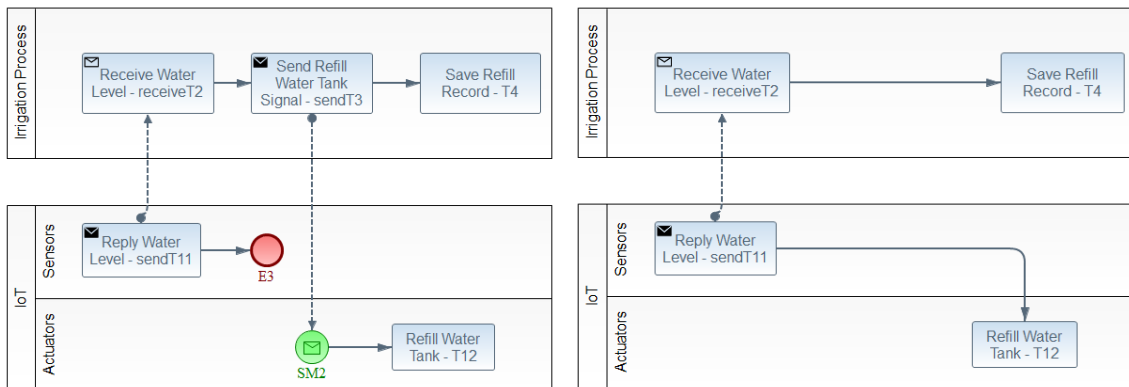 Irrigation Process
Receive Water
Level - receiveT2
Send Refill
Water Tank
Signal - sendT3
Save Refill
Record - T4
IoT
Sensors
Reply Water
Level - sendT11
E3
Actuators
SM2
Refill Water
Tank - T12
Irrigation Process
Receive Water
Level - receiveT2
Save Refill
Record - T4
IoT
Sensors
Reply Water
Level - sendT11
Actuators
Refill Water
Tank - T12